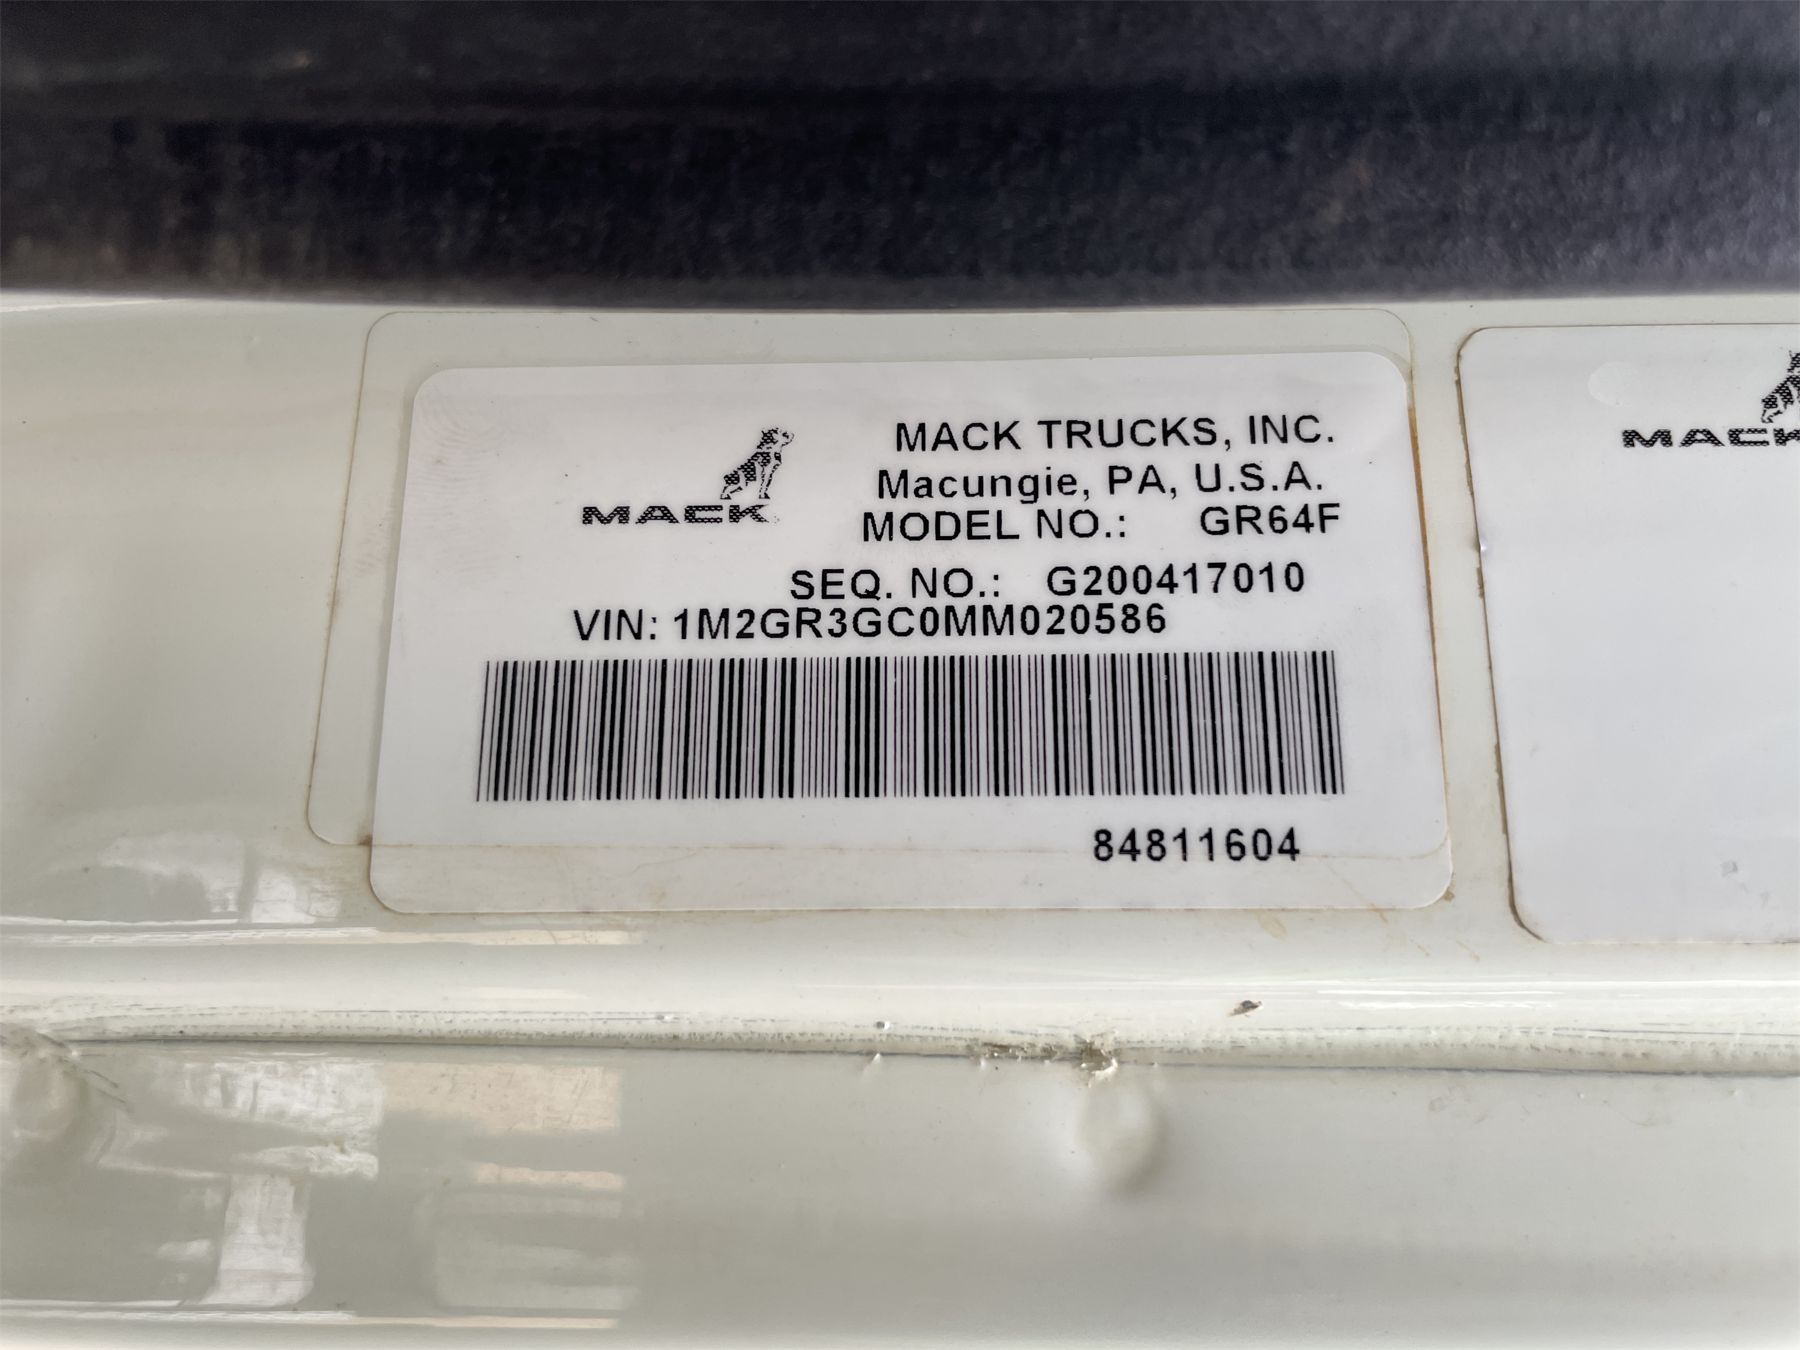 MACK
MACK TRUCKS, INC.
Macungie, PA, U.S.A.
MODEL NO.: GR64F
SEQ. NO.: G200417010
VIN: 1M2GR3GC0MM020586
84811604
MACK